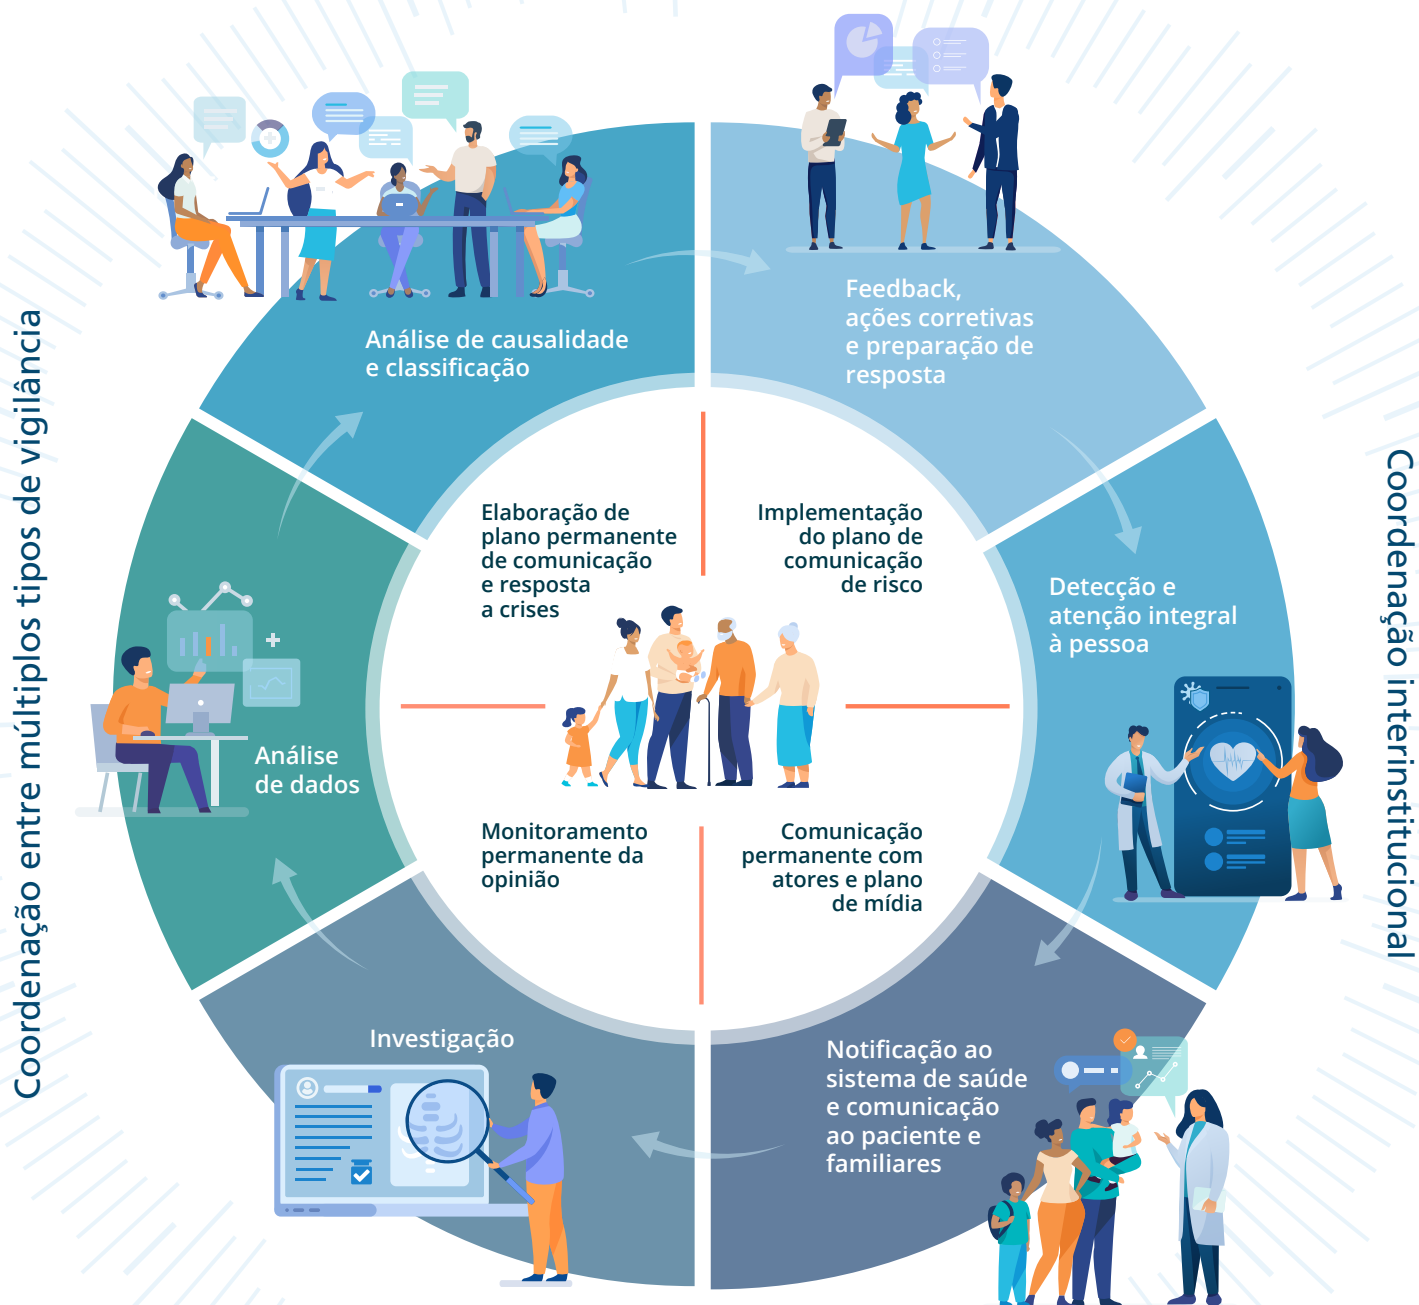 Coordenação entre múltiplos tipos de vigilância
Análise de causalidade
e classificação
Feedback,
ações corretivas
e preparação de
resposta
Detecção e
atenção integral
à pessoa
Notificação ao
sistema de saúde
e comunicação
ao paciente e
familiares
Investigação
Análise
de dados
Elaboração de
plano permanente
de comunicação
e resposta
a crises
Implementação
do plano de
comunicação
de risco
Monitoramento
permanente da
opinião
Comunicação
permanente com
atores e plano
de mídia
Coordenação interinstitucional